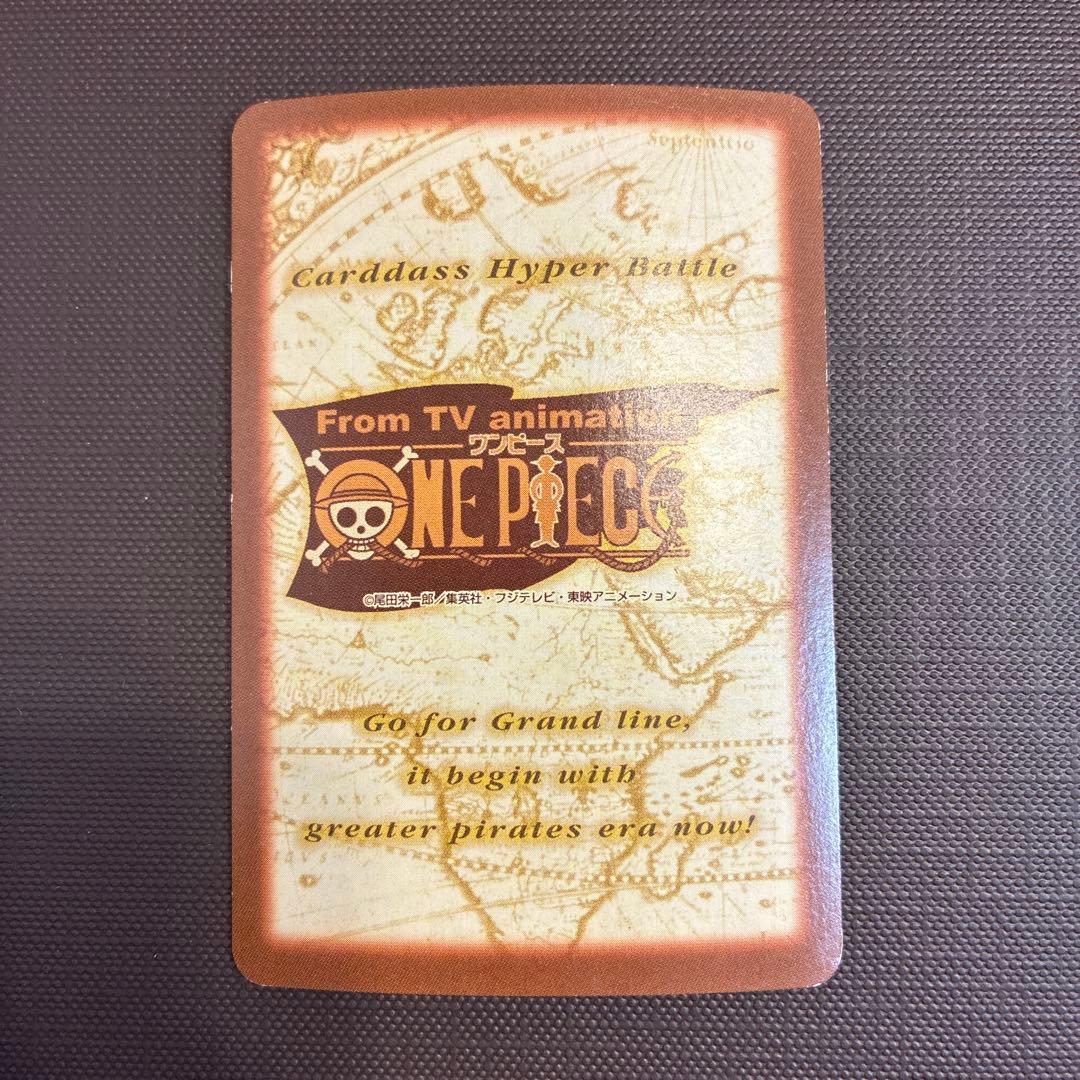 Septentrio
Carddass Hyper Battle
From TV animation
ワンピース
ONE PIECE
©尾田栄一郎／集英社・フジテレビ・東映アニメーション
Go for Grand line,
it begin with
greater pirates era now!